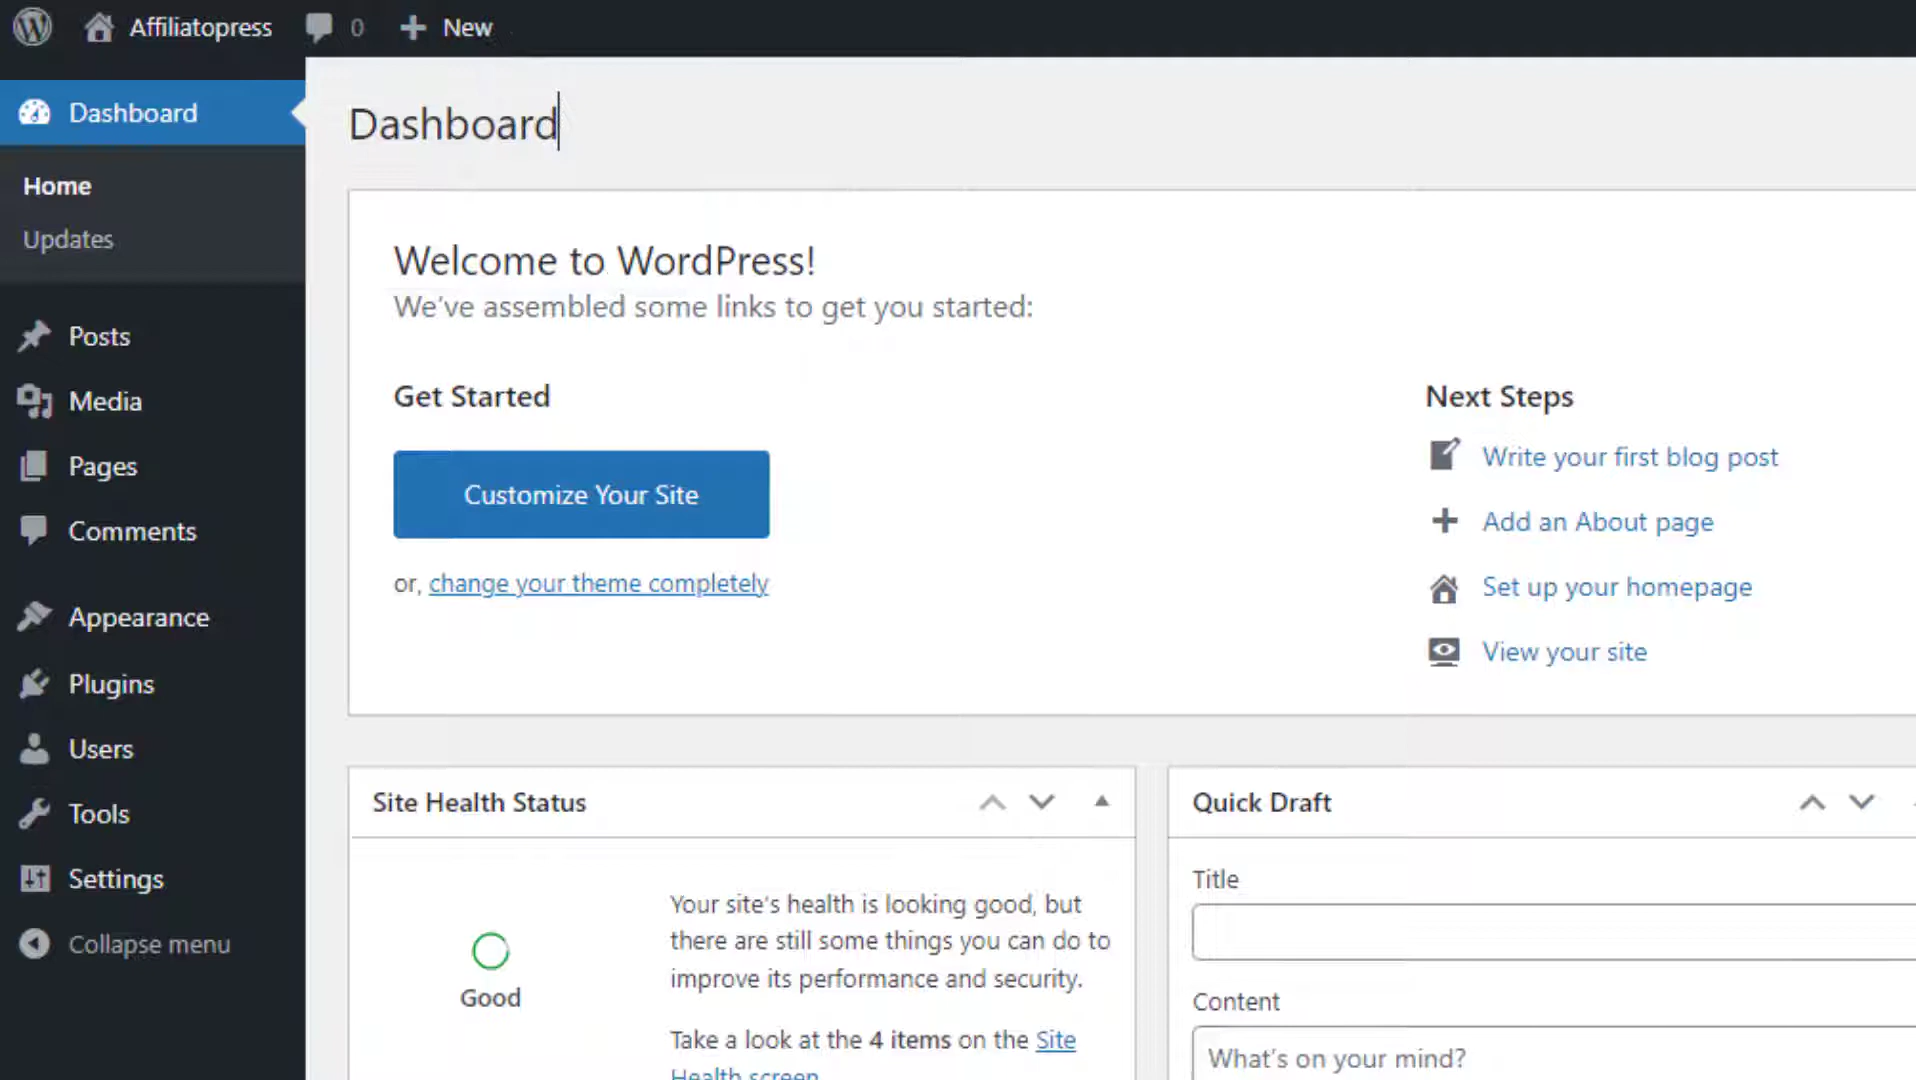 Affiliatopress 0 New
Dashboard
Home
Updates
Posts
Media
Pages
Comments
Appearance
Plugins
Users
Tools
Settings
Collapse menu
Dashboard
Welcome to WordPress!
We've assembled some links to get you started:
Get Started
Customize Your Site
or, change your theme completely
Next Steps
Write your first blog post
Add an About page
Set up your homepage
View your site
Site Health Status
Good
Your site's health is looking good, but
there are still some things you can do to
improve its performance and security.
Take a look at the 4 items on the Site
Health screen
Quick Draft
Title
Content
What's on your mind?